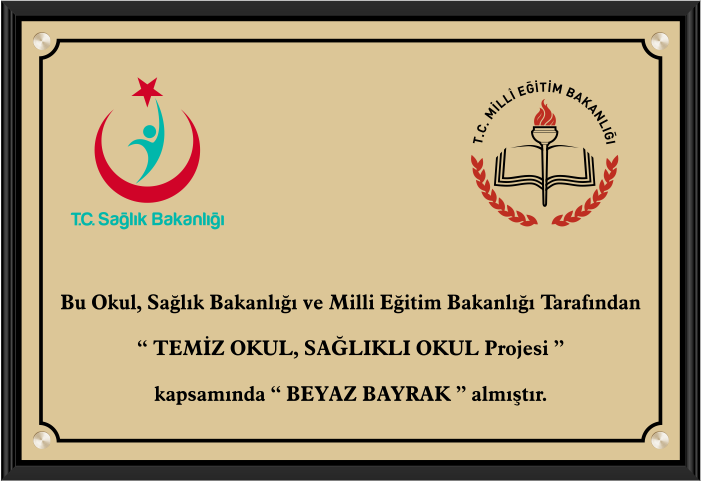 T.C. Sağlık Bakanlığı
T.C. MİLLİ EĞİTİM BAKANLIĞI
Bu Okul, Sağlık Bakanlığı ve Milli Eğitim Bakanlığı Tarafından
“ TEMİZ OKUL, SAĞLIKLI OKUL Projesi ”
kapsamında “ BEYAZ BAYRAK ” almıştır.